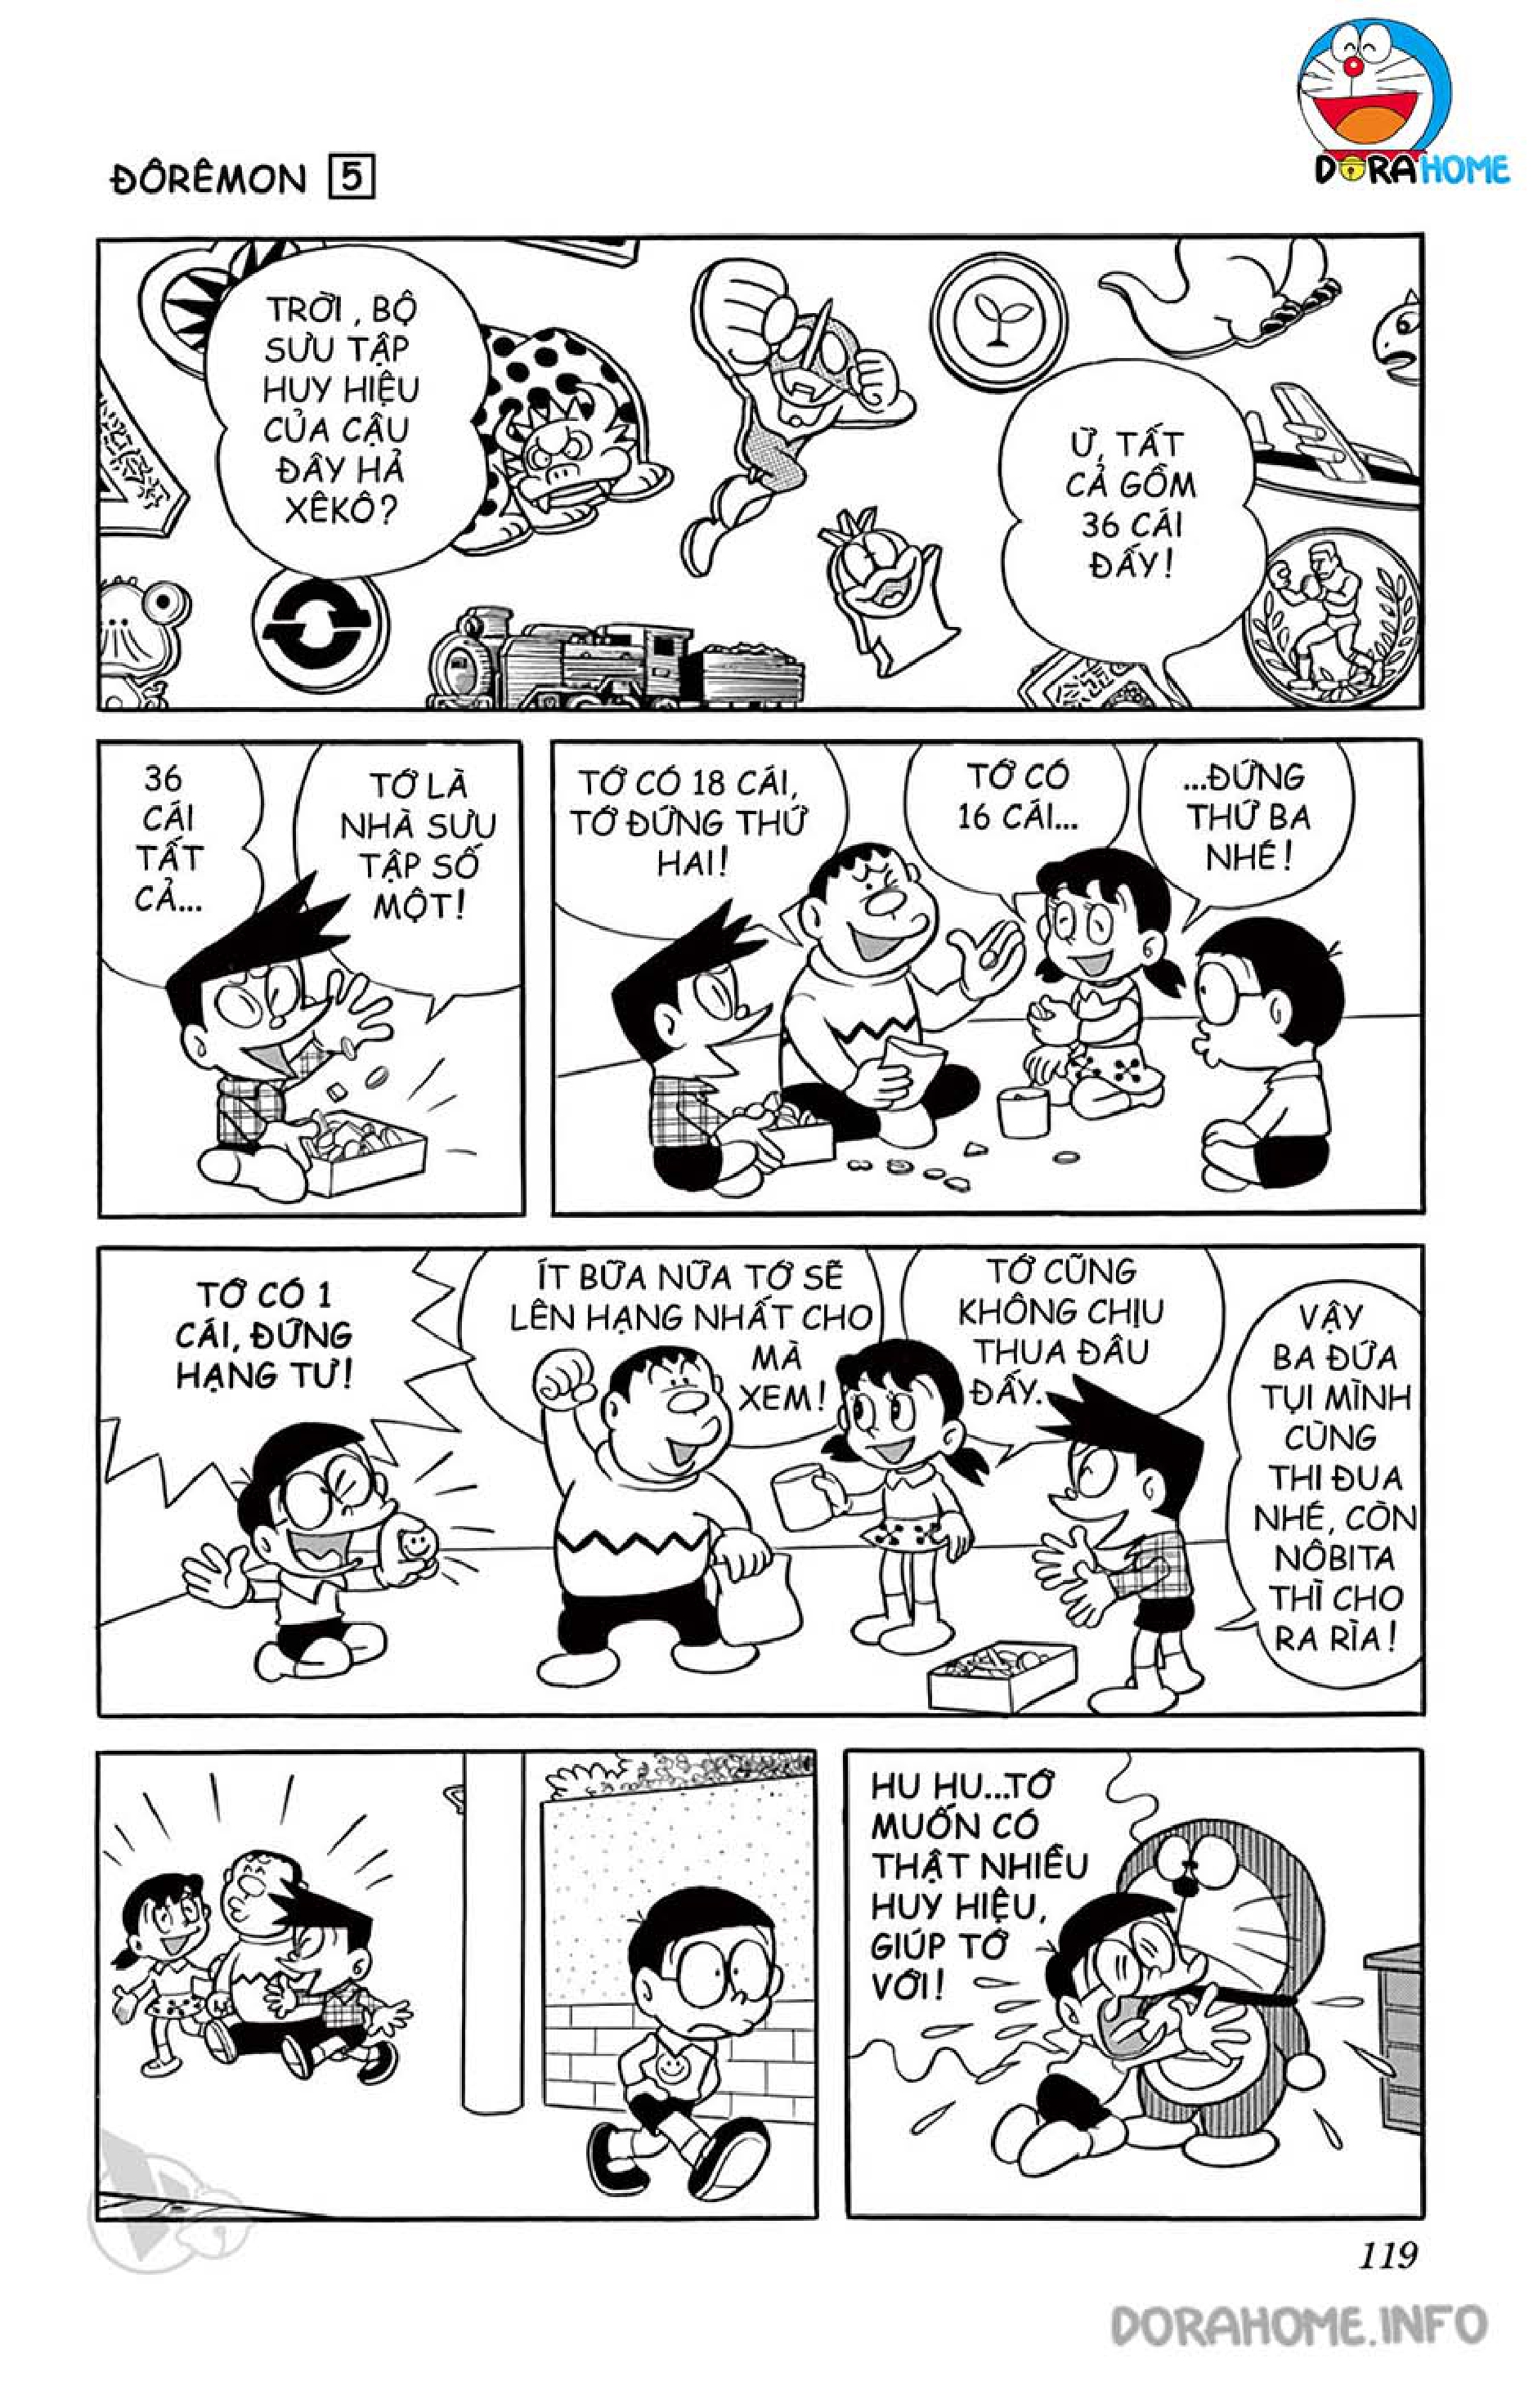 DORAHOME
ĐÔRÊMON 5
TRỜI, BỘ
SƯU TẬP
HUY HIỆU
CỦA CẬU
ĐÂY HẢ
XÊKÔ?
Ừ, TẤT
CẢ GỒM
36 CÁI
ĐẤY!
36
CÁI
TẤT
CẢ...
TỚ LÀ
NHÀ SƯU
TẬP SỐ
MỘT!
TỚ CÓ 18 CÁI,
TỚ ĐỨNG THỨ
HAI!
TỚ CÓ
16 CÁI...
...ĐỨNG
THỨ BA
NHÉ!
TỚ CÓ 1
CÁI, ĐỨNG
HẠNG TƯ!
ÍT BỮA NỮA TỚ SẼ
LÊN HẠNG NHẤT CHO
MÀ
XEM!
TỚ CŨNG
KHÔNG CHỊU
THUA ĐÂU
ĐẤY.
VẬY
BA ĐỨA
TỤI MÌNH
CÙNG
THI ĐUA
NHÉ, CÒN
NÔBITA
THÌ CHO
RA RÌA!
HU HU...TỚ
MUỐN CÓ
THẬT NHIỀU
HUY HIỆU,
GIÚP TỚ
VỚI!
119
DORAHOME.INFO